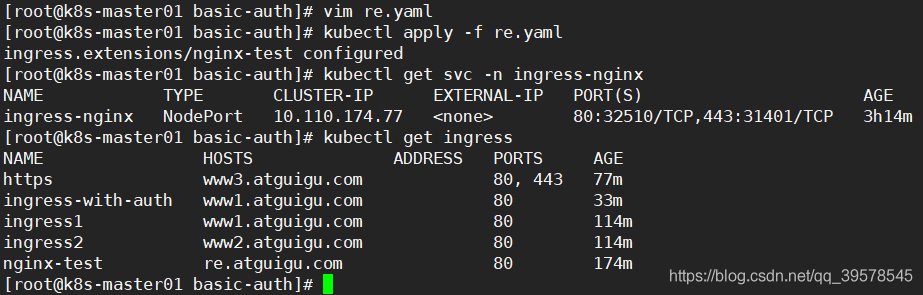 [root@k8s-master01 basic-auth]# vim re.yaml
[root@k8s-master01 basic-auth]# kubectl apply -f re.yaml
ingress.extensions/nginx-test configured
[root@k8s-master01 basic-auth]# kubectl get svc -n ingress-nginx
NAME TYPE CLUSTER-IP EXTERNAL-IP PORT(S) AGE
ingress-nginx NodePort 10.110.174.77 <none> 80:32510/TCP,443:31401/TCP 3h14m
[root@k8s-master01 basic-auth]# kubectl get ingress
NAME HOSTS ADDRESS PORTS AGE
https www3.atguigu.com 80, 443 77m
ingress-with-auth www1.atguigu.com 80 33m
ingress1 www1.atguigu.com 80 114m
ingress2 www2.atguigu.com 80 114m
nginx-test re.atguigu.com 80 174m
[root@k8s-master01 basic-auth]#
https://blog.csdn.net/qq_39578545